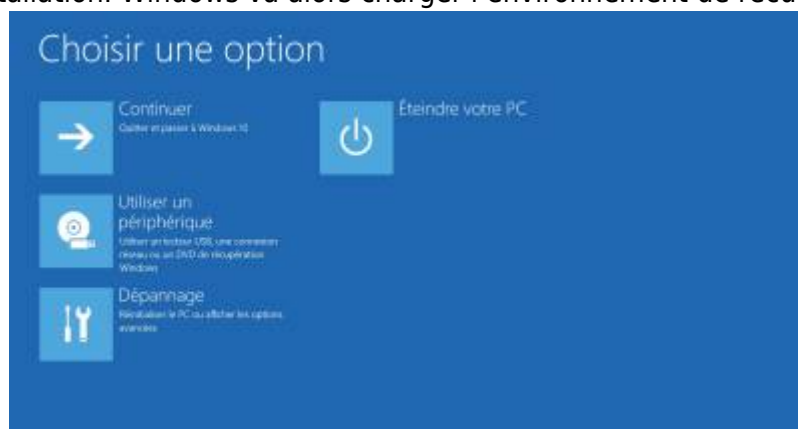 tallation. Windows va alors charger l'environnement de récu
Choisir une option
Continuer
Quitter et passer à Windows 10
Éteindre votre PC
Utiliser un
périphérique
Utiliser un lecteur USB, une connexion
réseau ou un DVD de récupération
Windows
Dépannage
Réinitialiser le PC ou afficher les options
avancées